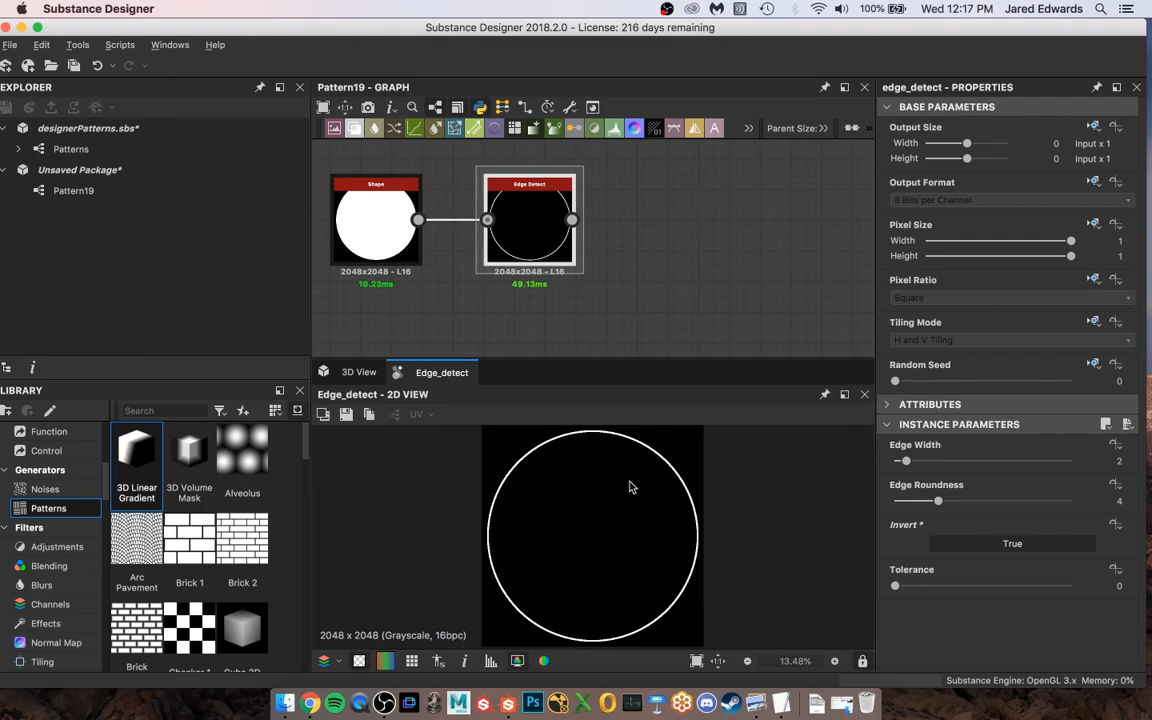 Substance Designer
100%
Wed 12:17 PM
Jared Edwards
Substance Designer 2018.2.0 - License: 216 days remaining
File
Edit
Tools
Scripts
Windows
Help
EXPLORER
designerPatterns.sbs*
Patterns
Unsaved Package*
Pattern19
Pattern19 - GRAPH
Parent Size:
Shape
2048x2048 - L16
10.23ms
Edge Detect
2048x2048 - L16
49.13ms
3D View
Edge_detect
Edge_detect - 2D VIEW
UV
2048 x 2048 (Grayscale, 16bpc)
13.48%
LIBRARY
Search
Function
Control
Generators
Noises
Patterns
Filters
Adjustments
Blending
Blurs
Channels
Effects
Normal Map
Tiling
3D Linear Gradient
3D Volume Mask
Alveolus
Arc Pavement
Brick 1
Brick 2
Brick
edge_detect - PROPERTIES
BASE PARAMETERS
Output Size
Width
0
Input x 1
Height
0
Input x 1
Output Format
8 Bits per Channel
Pixel Size
Width
1
Height
1
Pixel Ratio
Square
Tiling Mode
H and V Tiling
Random Seed
0
ATTRIBUTES
INSTANCE PARAMETERS
Edge Width
2
Edge Roundness
4
Invert *
True
Tolerance
0
Substance Engine: OpenGL 3.x Memory: 0%